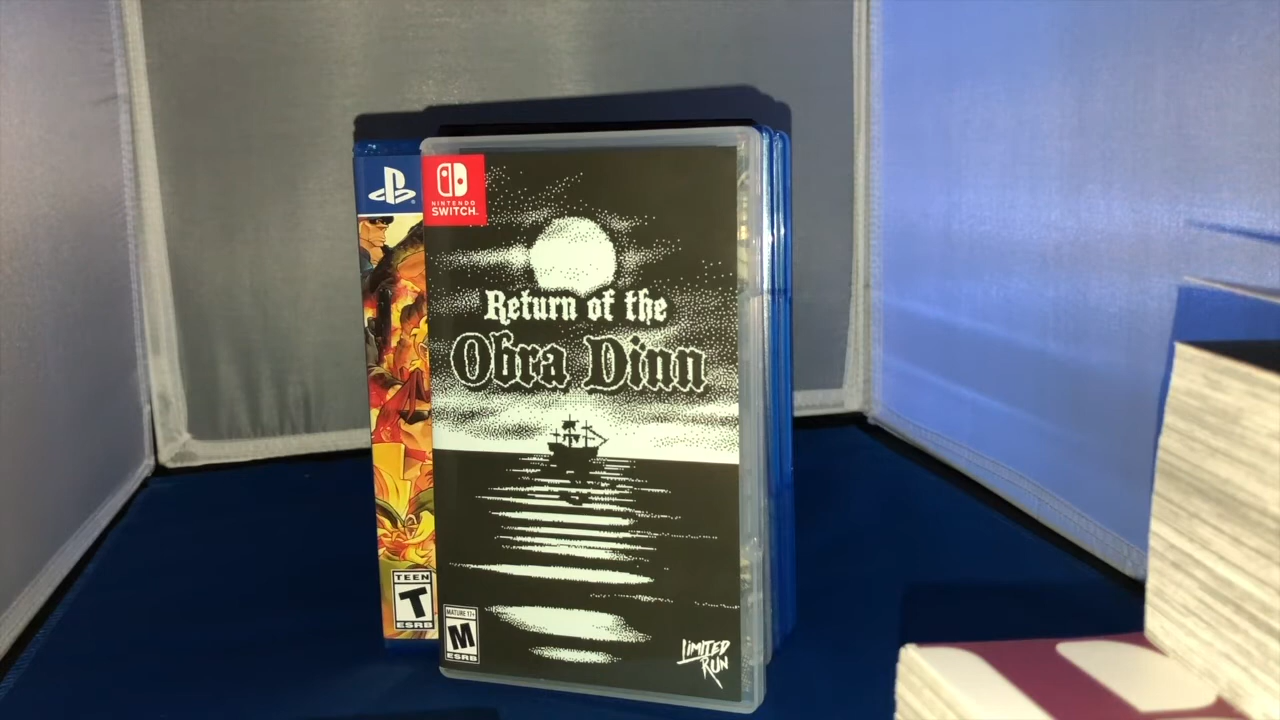 NINTENDO
SWITCH
Return of the
Obra Dinn
TEEN
T
ESRB
MATURE 17+
M
ESRB
LIMITED
RUN